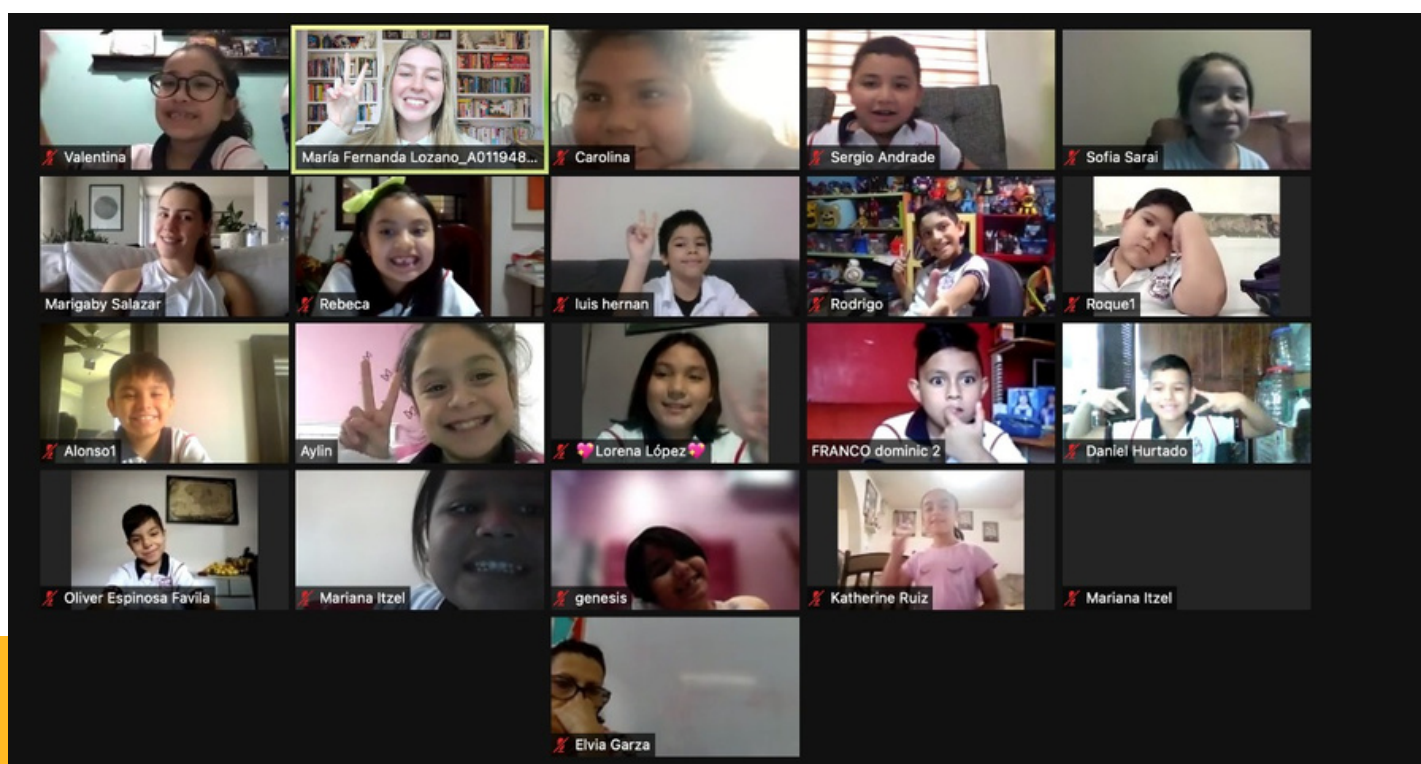 Valentina
María Fernanda Lozano_A011948...
Carolina
Sergio Andrade
Sofia Sarai
Marigaby Salazar
Rebeca
luis hernan
Rodrigo
Roque1
Alonso1
Aylin
💖Lorena López💖
FRANCO dominic 2
Daniel Hurtado
Oliver Espinosa Favila
Mariana Itzel
genesis
Katherine Ruiz
Mariana Itzel
Elvia Garza